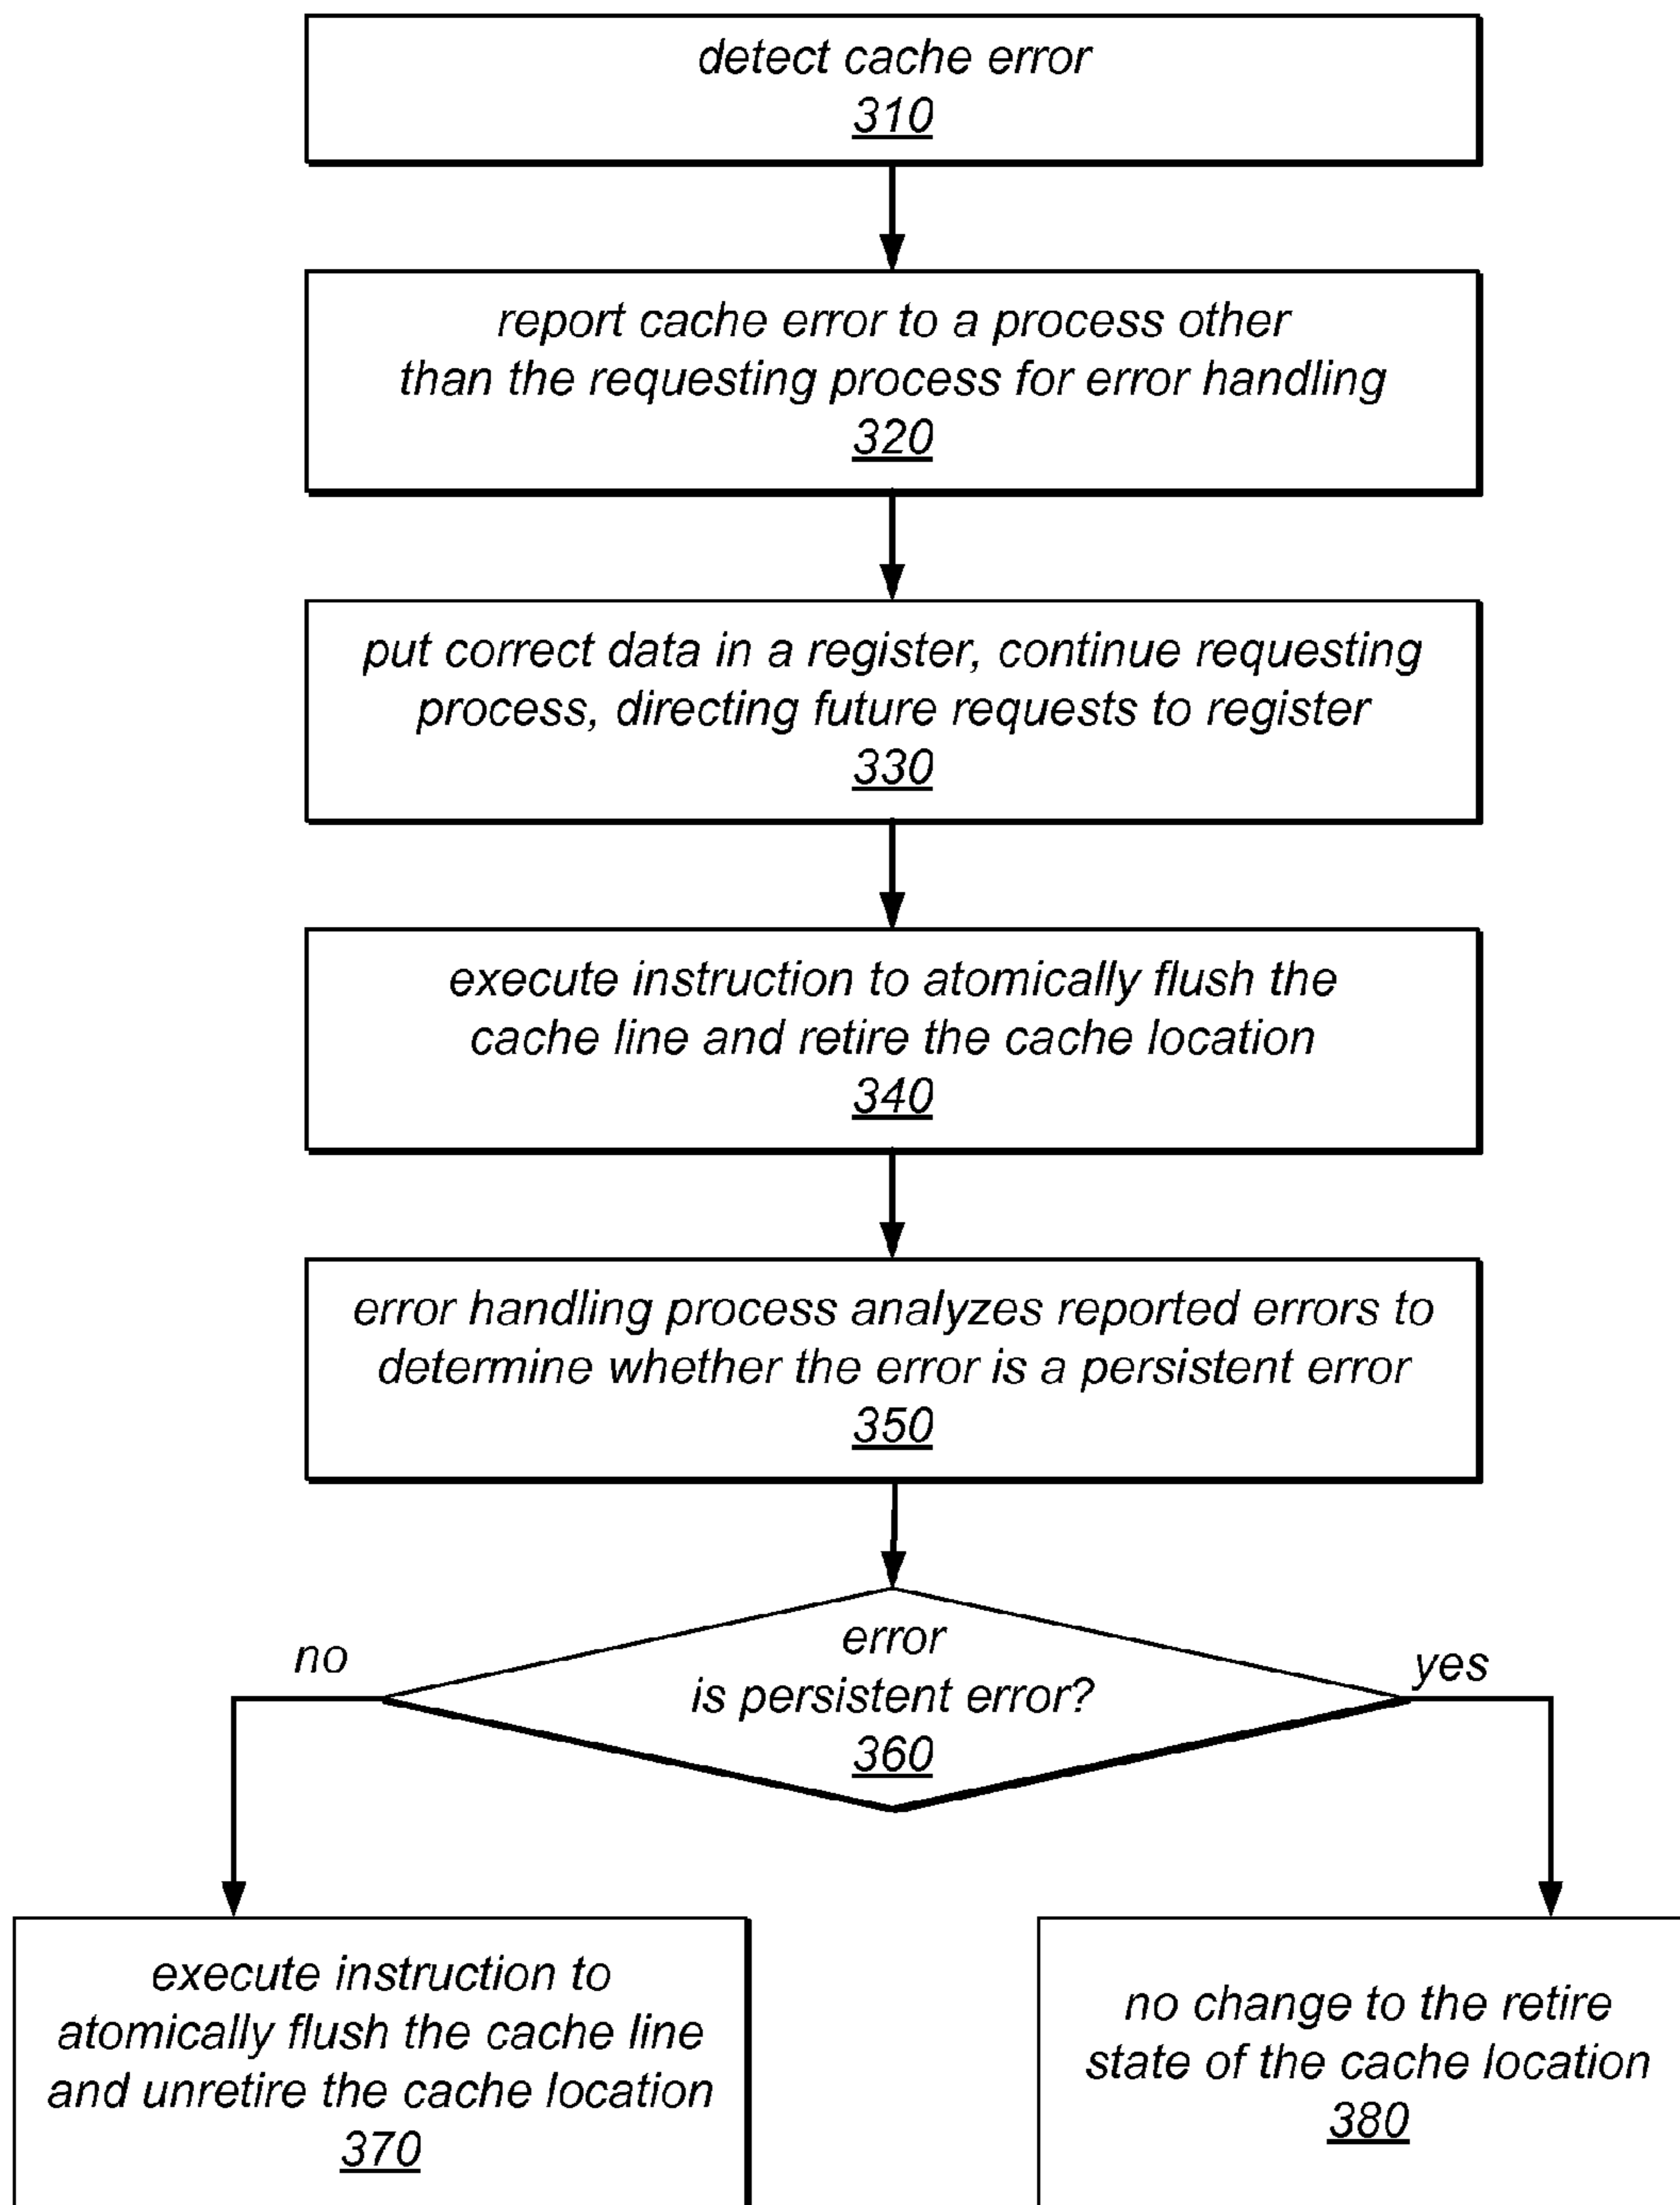 detect cache error
310
report cache error to a process other
than the requesting process for error handling
320
put correct data in a register, continue requesting
process, directing future requests to register
330
execute instruction to atomically flush the
cache line and retire the cache location
340
error handling process analyzes reported errors to
determine whether the error is a persistent error
350
error
is persistent error?
360
no
yes
execute instruction to
atomically flush the cache line
and unretire the cache location
370
no change to the retire
state of the cache location
380